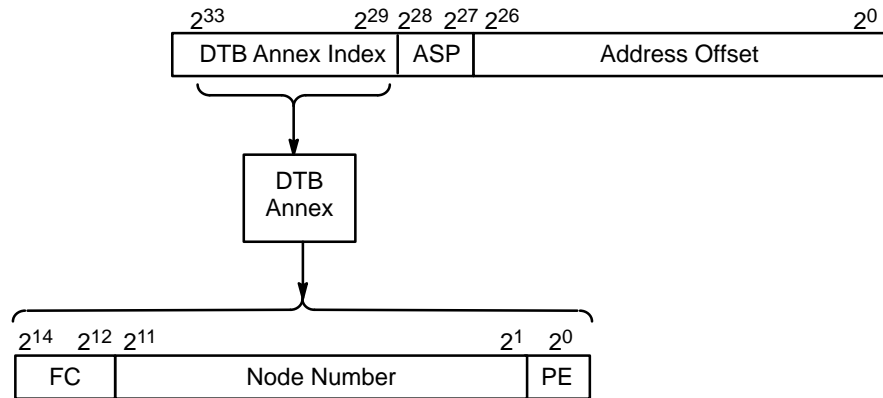 2^33 2^29 2^28 2^27 2^26 2^0
DTB Annex Index ASP Address Offset
DTB
Annex
2^14 2^12 2^11 2^1 2^0
FC Node Number PE